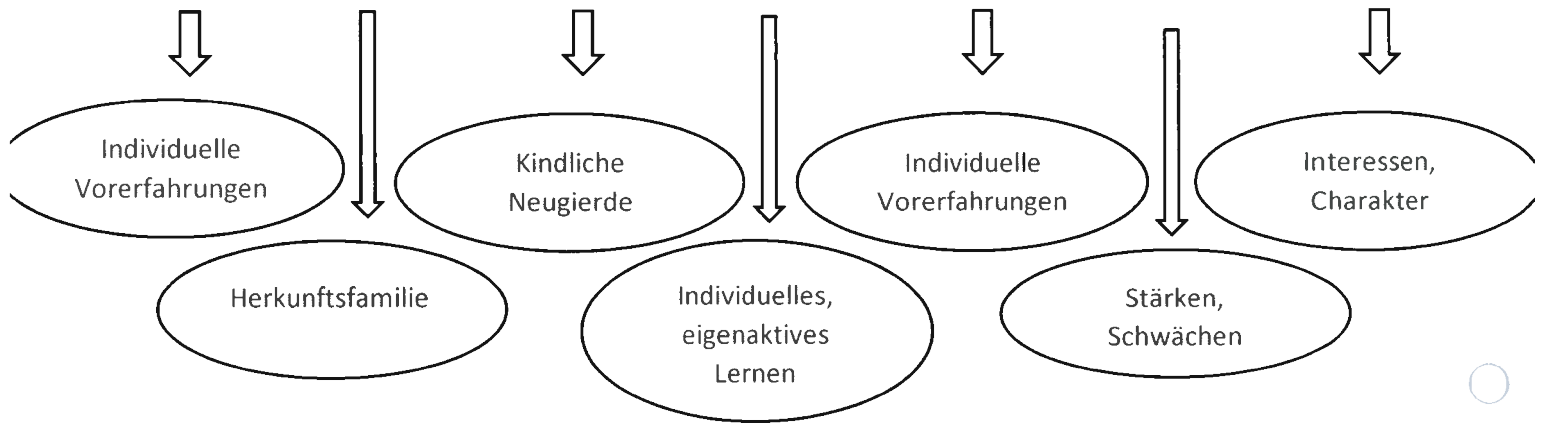 Individuelle
Vorerfahrungen
Kindliche
Neugierde
Individuelle
Vorerfahrungen
Interessen,
Charakter
Herkunftsfamilie
Individuelles,
eigenaktives
Lernen
Stärken,
Schwächen